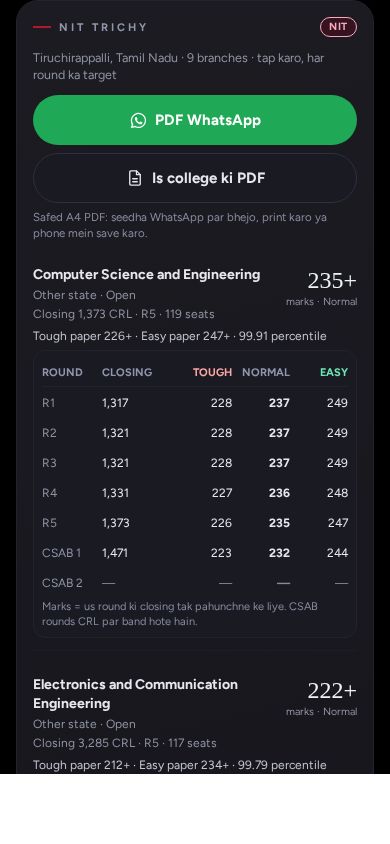 NIT TRICHY
NIT
Tiruchirappalli, Tamil Nadu · 9 branches · tap karo, har
round ka target
PDF WhatsApp
Is college ki PDF
Safed A4 PDF: seedha WhatsApp par bhejo, print karo ya
phone mein save karo.
Computer Science and Engineering
235+
Other state · Open
marks · Normal
Closing 1,373 CRL · R5 · 119 seats
Tough paper 226+ · Easy paper 247+ · 99.91 percentile
ROUND CLOSING TOUGH NORMAL EASY
R1 1,317 228 237 249
R2 1,321 228 237 249
R3 1,321 228 237 249
R4 1,331 227 236 248
R5 1,373 226 235 247
CSAB 1 1,471 223 232 244
CSAB 2 — — — —
Marks = us round ki closing tak pahunchne ke liye. CSAB
rounds CRL par band hote hain.
Electronics and Communication
Engineering
222+
Other state · Open
marks · Normal
Closing 3,285 CRL · R5 · 117 seats
Tough paper 212+ · Easy paper 234+ · 99.79 percentile